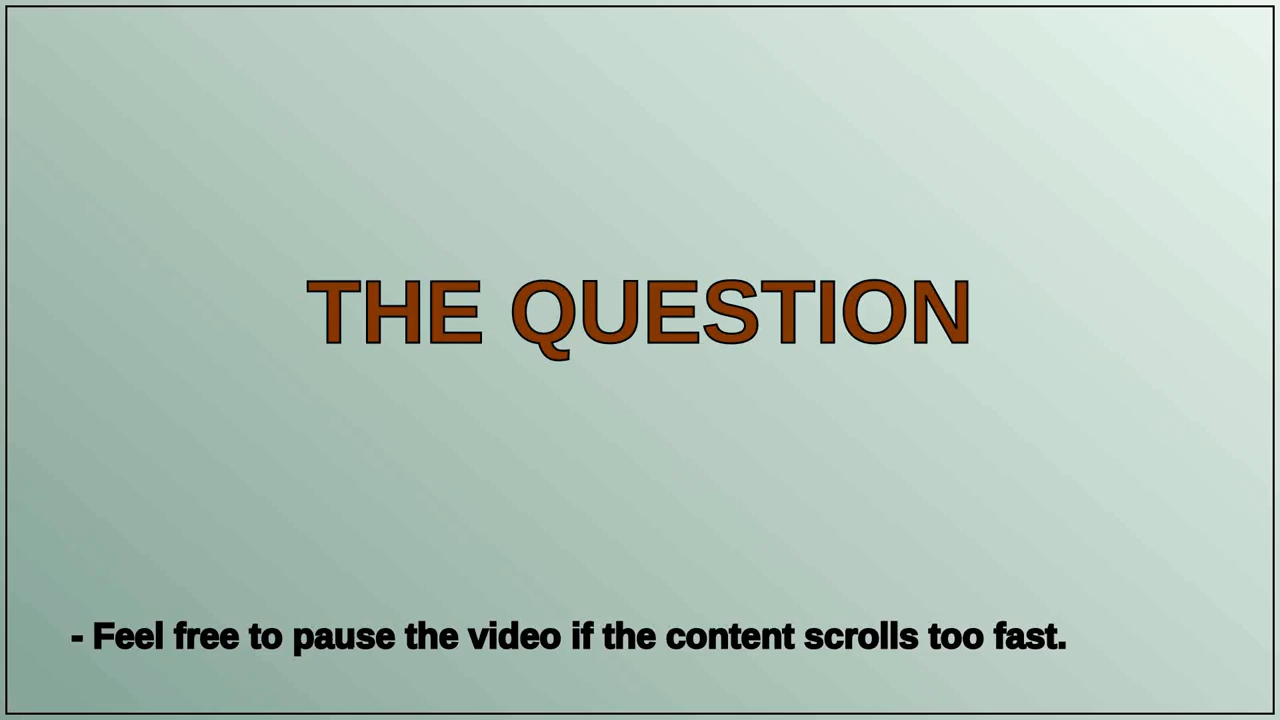 THE QUESTION
- Feel free to pause the video if the content scrolls too fast.